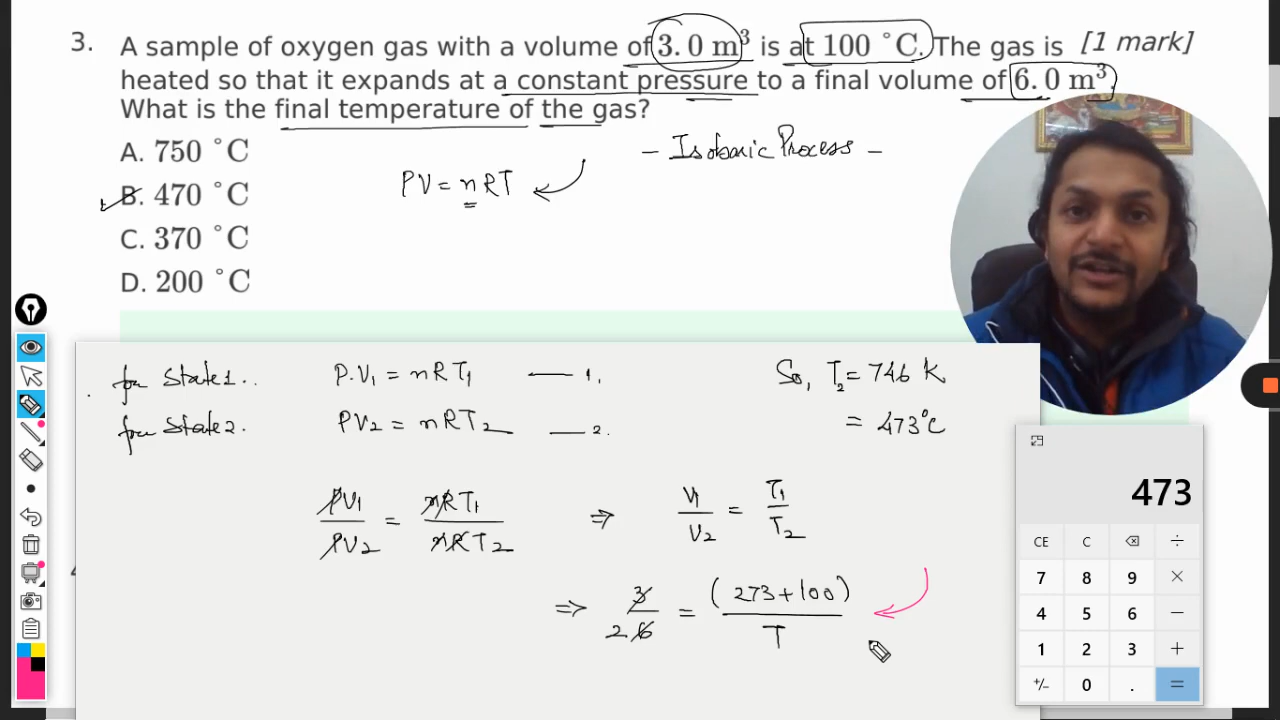 3. A sample of oxygen gas with a volume of 3.0 m³ is at 100 °C. The gas is [1 mark]
heated so that it expands at a constant pressure to a final volume of 6.0 m³.
What is the final temperature of the gas?
- Isobaric Process -
A. 750 °C
PV = nRT
B. 470 °C
C. 370 °C
D. 200 °C
for State 1.. P.V₁ = nRT₁ —— 1. So, T₂ = 746 K
for State 2. PV₂ = nRT₂ —— 2. = 473°C
PV₁/PV₂ = nRT₁/nRT₂ ⇒ V₁/V₂ = T₁/T₂
⇒ 3/2 6 = (273+100)/T
473
CE C ⌫ ÷
7 8 9 ×
4 5 6 −
1 2 3 +
+/− 0 . =